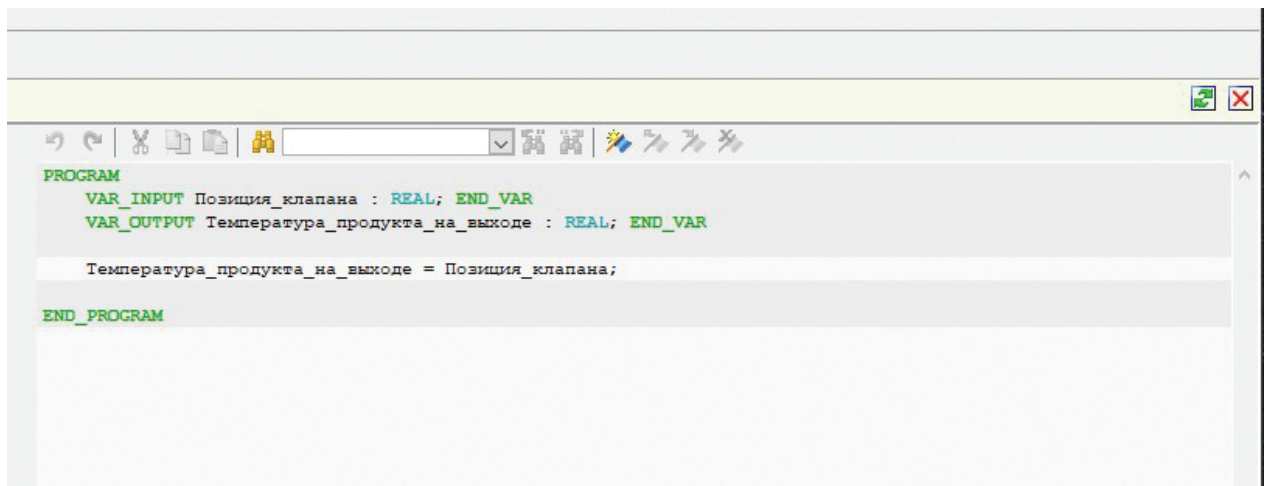 PROGRAM
VAR_INPUT Позиция_клапана : REAL; END_VAR
VAR_OUTPUT Температура_продукта_на_выходе : REAL; END_VAR
Температура_продукта_на_выходе = Позиция_клапана;
END_PROGRAM